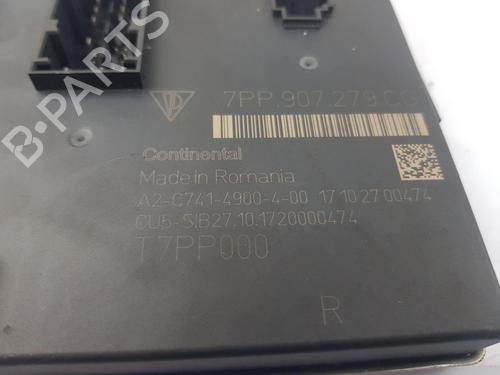 7PP.907.279.CG
Continental
Made in Romania
A2-C741-4900-4-00 17 10 27 00474
CU5-S/B27.10.1720000474
T7PP000
R
B-PARTS